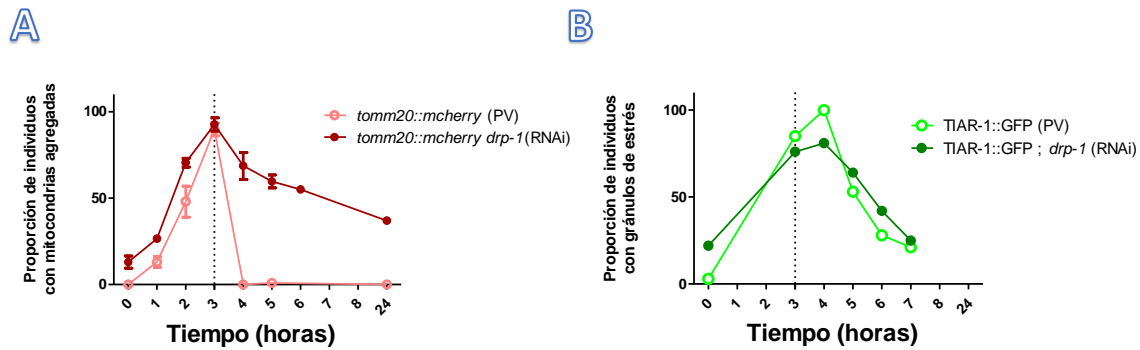 A
Proporción de individuos
con mitocondrias agregadas
100
50
0
0 1 2 3 4 5 6 7 8 24
Tiempo (horas)
tomm20::mcherry (PV)
tomm20::mcherry drp-1(RNAi)
B
Proporción de individuos
con gránulos de estrés
100
50
0
0 1 2 3 4 5 6 7 8 24
Tiempo (horas)
TIAR-1::GFP (PV)
TIAR-1::GFP ; drp-1 (RNAi)